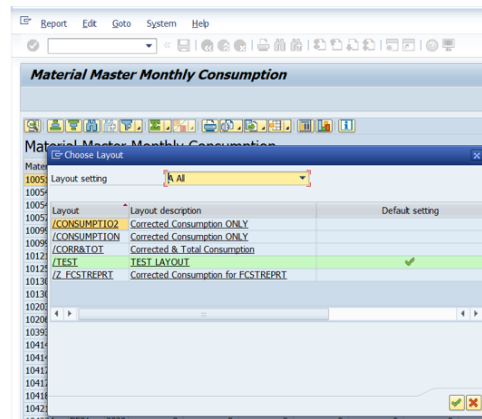 Report Edit Goto System Help
Material Master Monthly Consumption
Material Master Monthly Consumption
Choose Layout
Layout setting A All
Layout Layout description Default setting
/CONSUMPTIO2 Corrected Consumption ONLY
/CONSUMPTION Corrected Consumption ONLY
/CORR&TOT Corrected & Total Consumption
/TEST TEST LAYOUT
/Z_FCSTREPRT Corrected Consumption for FCSTREPRT